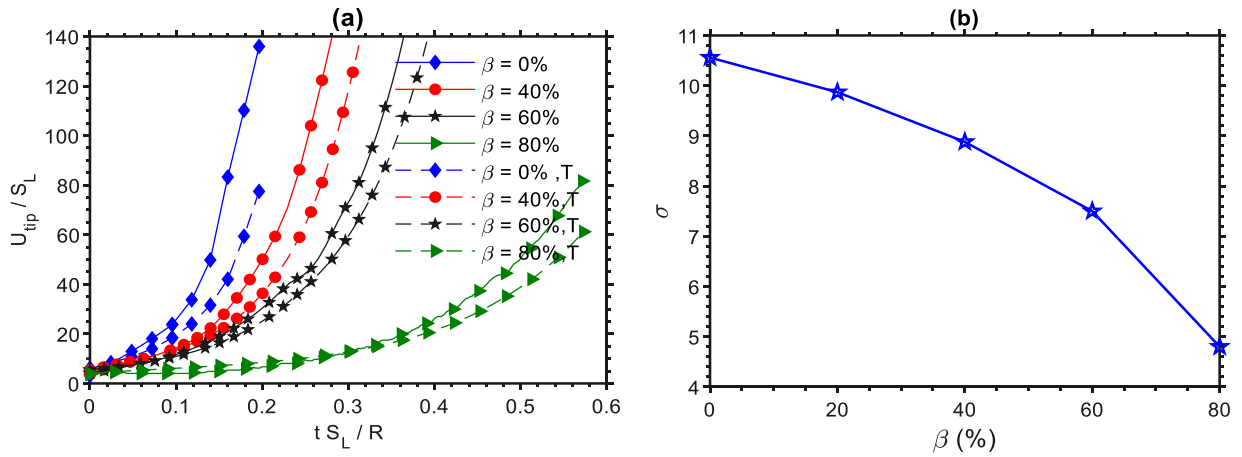 (a)
140
120
100
80
60
40
20
0
U_tip / S_L
0
0.1
0.2
0.3
0.4
0.5
0.6
t S_L / R
β = 0%
β = 40%
β = 60%
β = 80%
β = 0% ,T
β = 40%,T
β = 60%,T
β = 80%,T
(b)
11
10
9
8
7
6
5
4
σ
0
20
40
60
80
β (%)